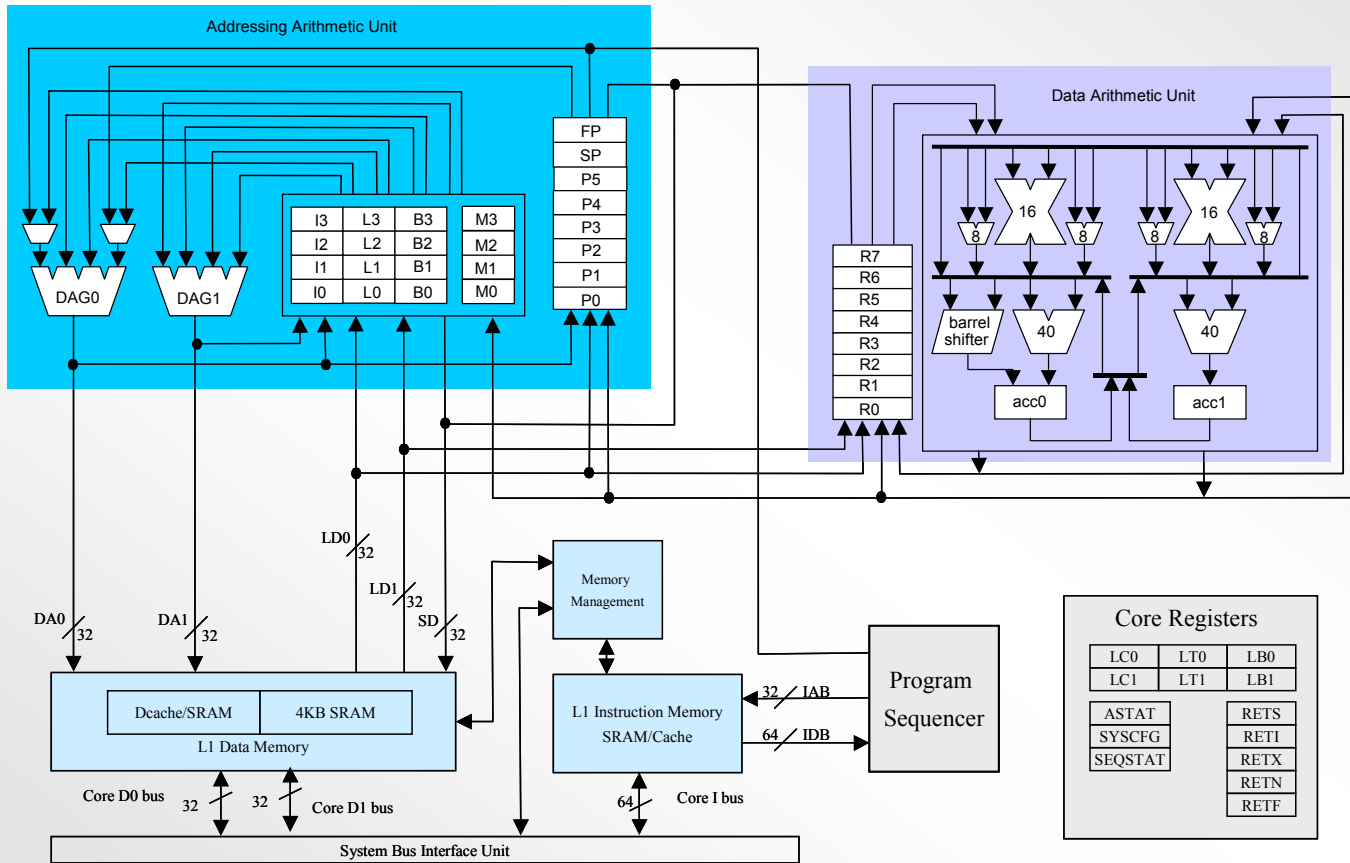 Addressing Arithmetic Unit
Data Arithmetic Unit
FP
SP
P5
P4
P3
P2
P1
P0
I3 L3 B3 M3
I2 L2 B2 M2
I1 L1 B1 M1
I0 L0 B0 M0
DAG0
DAG1
R7
R6
R5
R4
R3
R2
R1
R0
16
8
8
16
8
8
barrel
shifter
40
40
acc0
acc1
DA0
32
DA1
32
LD0
32
LD1
32
SD
32
Memory
Management
Dcache/SRAM
4KB SRAM
L1 Data Memory
L1 Instruction Memory
SRAM/Cache
32 IAB
64 IDB
Program
Sequencer
Core Registers
LC0 LT0 LB0
LC1 LT1 LB1
ASTAT
SYSCFG
SEQSTAT
RETS
RETI
RETX
RETN
RETF
Core D0 bus
32
32
Core D1 bus
64
Core I bus
System Bus Interface Unit